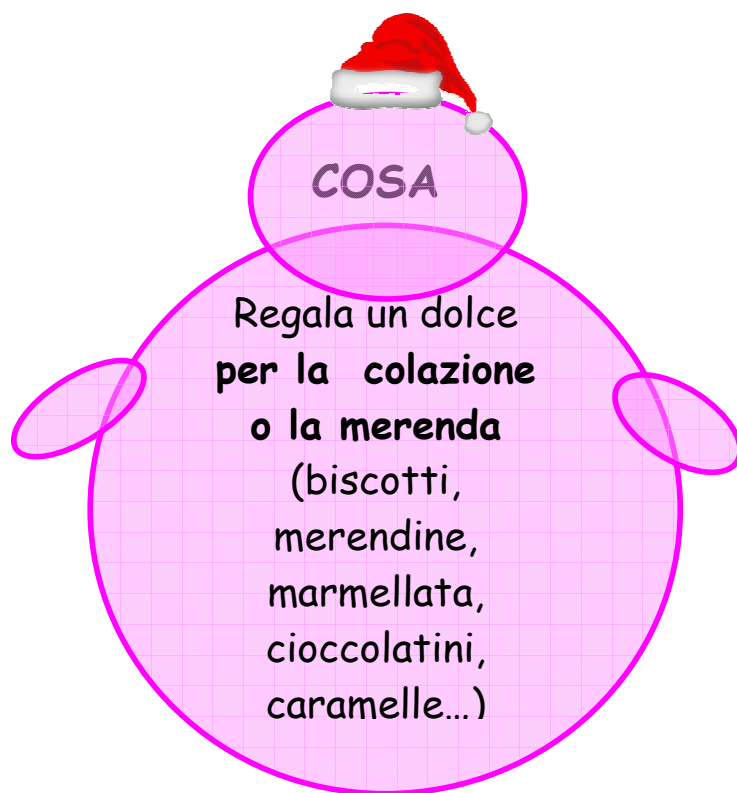 COSA
Regala un dolce
per la colazione
o la merenda
(biscotti,
merendine,
marmellata,
cioccolatini,
caramelle...)